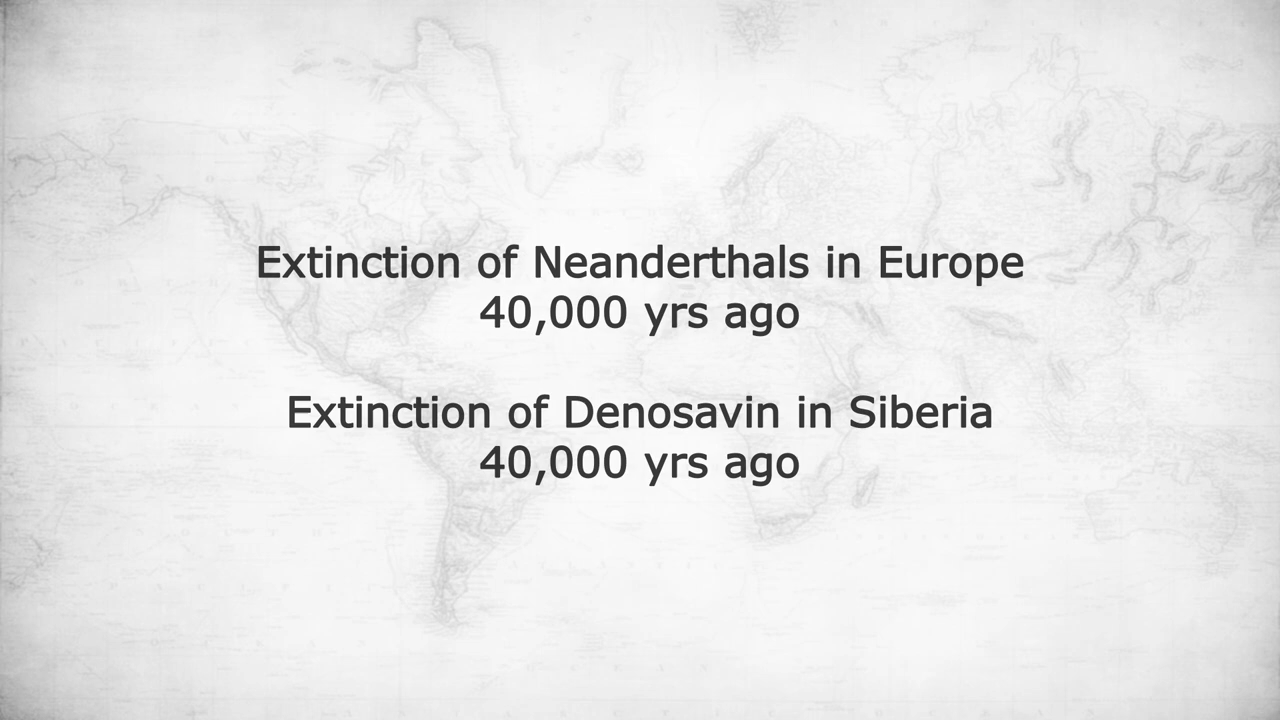 Extinction of Neanderthals in Europe
40,000 yrs ago
Extinction of Denosavin in Siberia
40,000 yrs ago